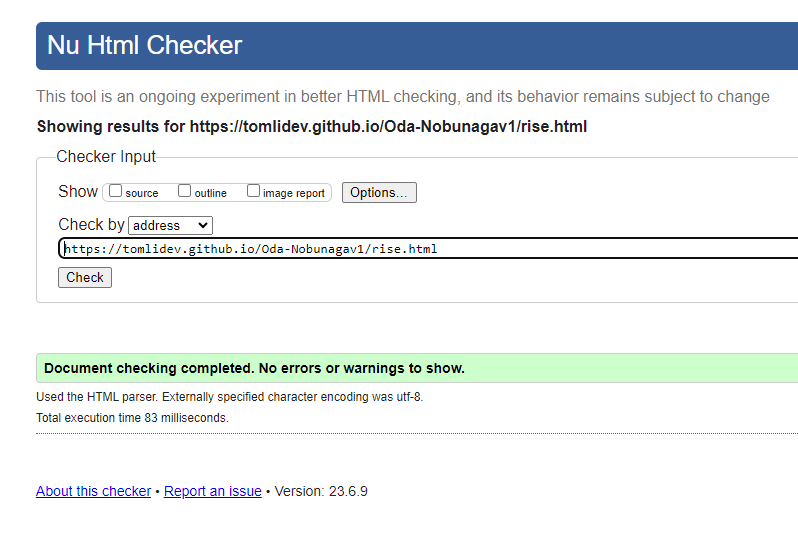 Nu Html Checker
This tool is an ongoing experiment in better HTML checking, and its behavior remains subject to change
Showing results for https://tomlidev.github.io/Oda-Nobunagav1/rise.html
Checker Input
Show source outline image report Options...
Check by address
https://tomlidev.github.io/Oda-Nobunagav1/rise.html
Check
Document checking completed. No errors or warnings to show.
Used the HTML parser. Externally specified character encoding was utf-8.
Total execution time 83 milliseconds.
About this checker • Report an issue • Version: 23.6.9